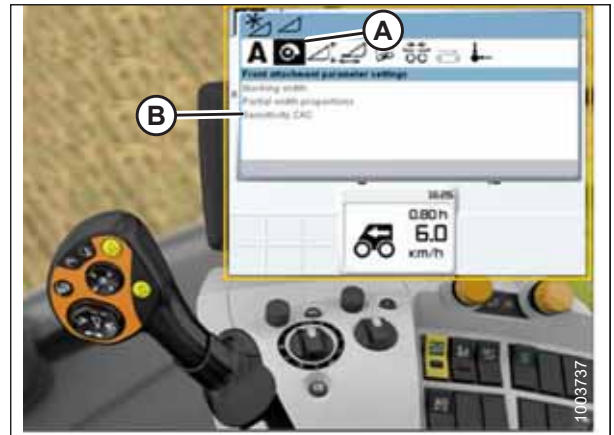 A
A
Front attachment parameter settings
Working width
Partial width proportions
B
Sensitivity CAC
10:25
0.80 h
6.0
km/h
1003737